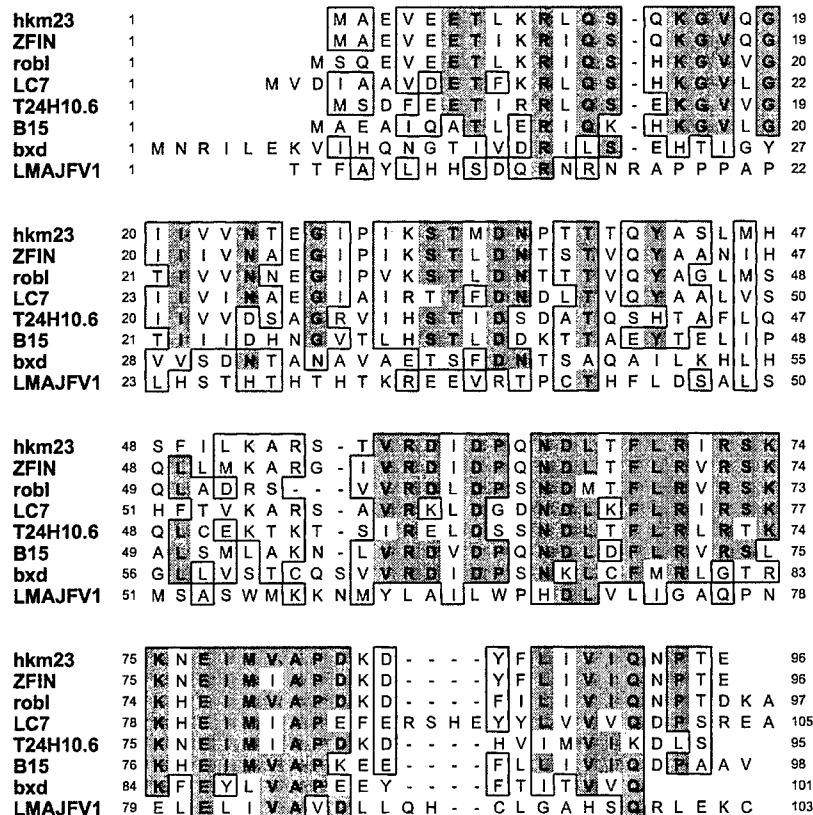 hkm23 1 M A E V E E T L K R L Q S - Q K G V Q G 19
ZFIN 1 M A E V E E T I K R I Q S - Q K G V I G 19
robl 1 M S Q E V E E T L K R I Q S - H K G V V G 20
LC7 1 M V D I A A V D E T F K R L Q S - H K G V L G 22
T24H10.6 1 M S D F E E T I R R L Q S - E K G V V G 19
B15 1 M A E A I Q A T L E R I Q K - H K G V L G 20
bxd 1 M N R I L E K V I H Q N G T I V D R I L S - E H T I G Y 27
LMAJFV1 1 T T F A Y L H H S D Q R N R N R A P P P A P 22
hkm23 20 I I V V N T E G I P I K S T M D N P T T T Q Y A S L M H 47
ZFIN 20 I I I V N A E G I P I K S T L D N T S T V Q Y A A N I H 47
robl 21 T I V V N N E G I P V K S T L D N T T T V Q Y A G L M S 48
LC7 23 I I V I N A E G I A I R T T F D N D L T V Q Y A A L V S 50
T24H10.6 20 I I V V D S A G R V I H S T I D S D A T Q S H T A F L Q 47
B15 21 T I I I D H N G V T L H S T L D D K T T A E Y T E L I P 48
bxd 28 V V S D N T A N A V A E T S F D N T S A Q A I L K H L H 55
LMAJFV1 23 L H S T H T H T H T K R E E V R T P C T H F L D S A L S 50
hkm23 48 S F I L K A R S - T V R D I D P Q N D L T F L R I R S K 74
ZFIN 48 Q L L M K A R G - I V R D I D P Q N D L T F L R V R S K 74
robl 49 Q L A D R S - - - V V R D L D P S N D M T F L R V R S K 73
LC7 51 H F T V K A R S - A V R K L D G D N D L K F L R I R S K 77
T24H10.6 48 Q L C E K T K T - S I R E L D S S N D L T F L R L R T K 74
B15 49 A L S M L A K N - L V R D V D P Q N D L D F L R V R S L 75
bxd 56 G L L V S T C Q S V V R D I D P S N K L C F M R L G T R 83
LMAJFV1 51 M S A S W M K K N M Y L A I L W P H D L V L I G A Q P N 78
hkm23 75 K N E I M V A P D K D - - - - Y F L I V I Q N P T E 96
ZFIN 75 K N E I M I A P D K D - - - - Y F L I V I Q N P T E 96
robl 74 K H E I M V A P D K D - - - - F I L I V I Q N P T D K A 97
LC7 78 K H E I M I A P E F E R S H E Y Y L V V V Q D P S R E A 105
T24H10.6 75 K N E I M I A P D K D - - - - H V I M V I K D L S 95
B15 76 K H E I M V A P K E E - - - - F L L I V I Q D P A A V 98
bxd 84 K F E Y L V A P E E Y - - - - F T I T V V Q 101
LMAJFV1 79 E L E L I V A V D L L Q H - - C L G A H S Q R L E K C 103